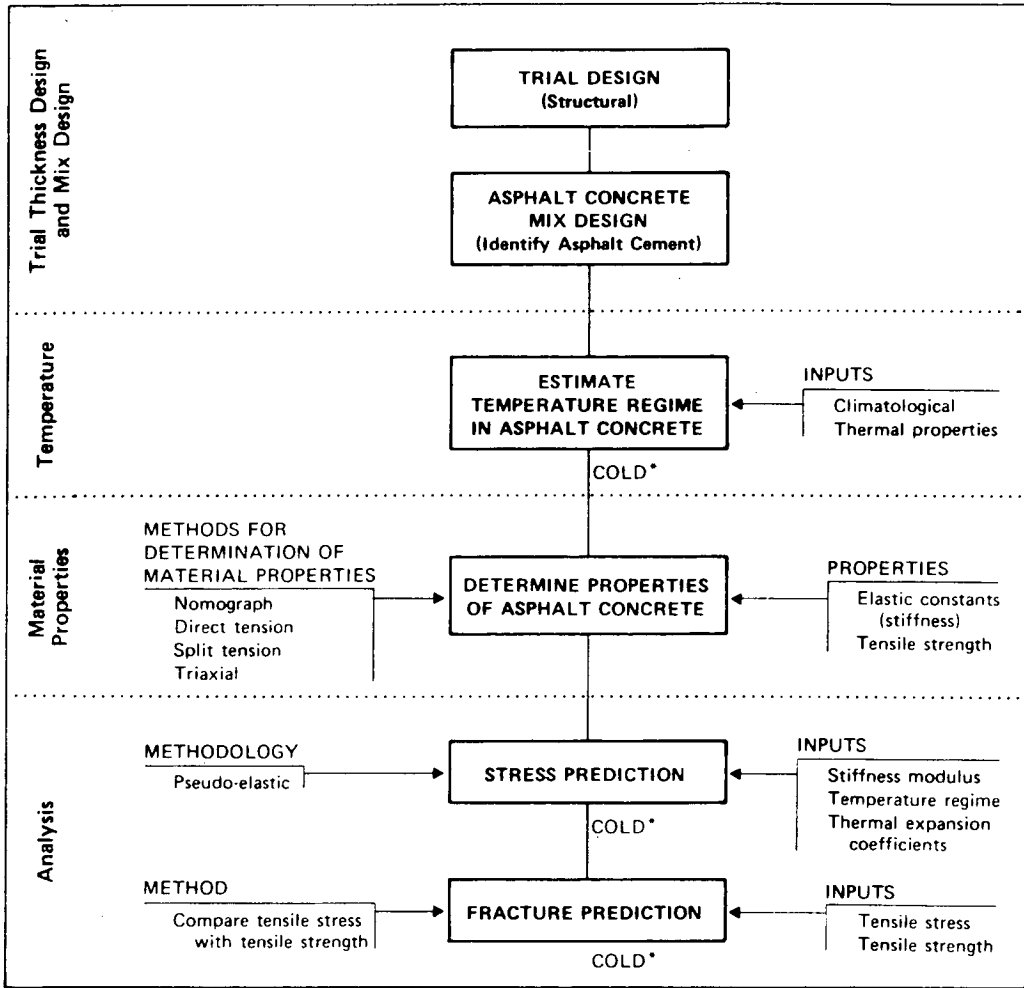 Trial Thickness Design
and Mix Design
TRIAL DESIGN
(Structural)
ASPHALT CONCRETE
MIX DESIGN
(Identify Asphalt Cement)
Temperature
ESTIMATE
TEMPERATURE REGIME
IN ASPHALT CONCRETE
INPUTS
Climatological
Thermal properties
COLD*
Material
Properties
METHODS FOR
DETERMINATION OF
MATERIAL PROPERTIES
Nomograph
Direct tension
Split tension
Triaxial
DETERMINE PROPERTIES
OF ASPHALT CONCRETE
PROPERTIES
Elastic constants
(stiffness)
Tensile strength
Analysis
METHODOLOGY
Pseudo-elastic
STRESS PREDICTION
INPUTS
Stiffness modulus
Temperature regime
Thermal expansion
coefficients
COLD*
METHOD
Compare tensile stress
with tensile strength
FRACTURE PREDICTION
INPUTS
Tensile stress
Tensile strength
COLD*